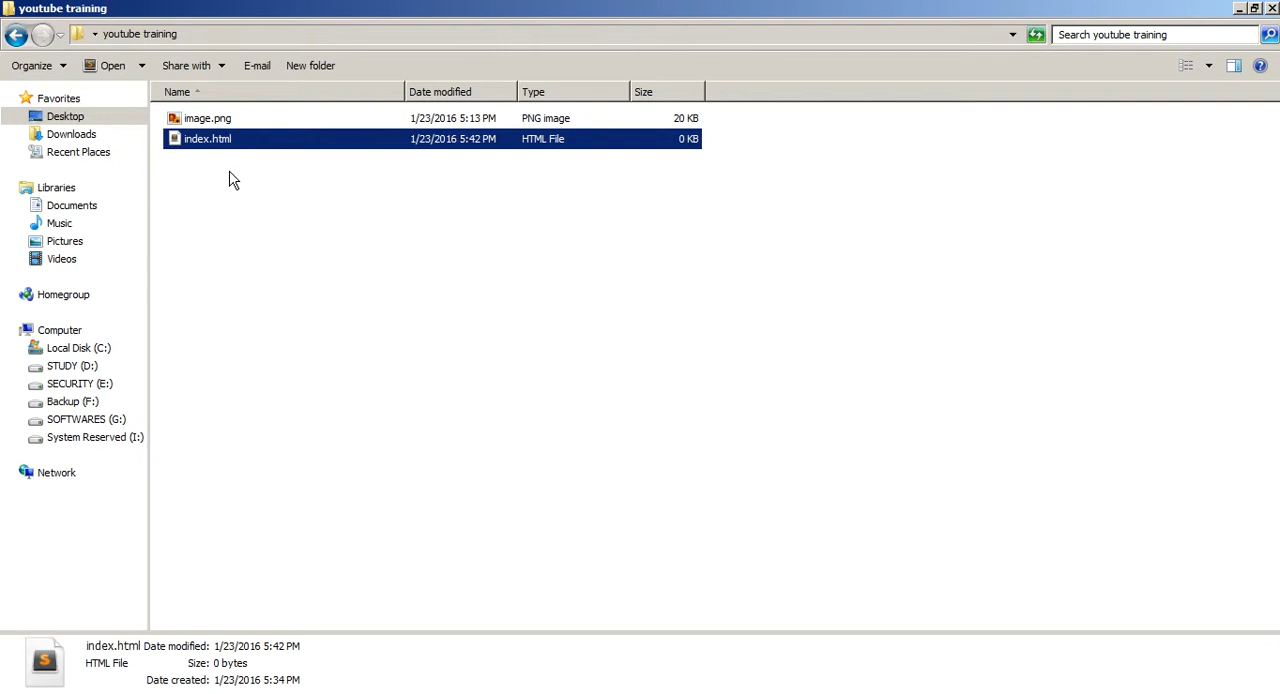 youtube training
youtube training
Search youtube training
Organize Open Share with E-mail New folder
Name Date modified Type Size
Favorites
Desktop
Downloads
Recent Places
Libraries
Documents
Music
Pictures
Videos
Homegroup
Computer
Local Disk (C:)
STUDY (D:)
SECURITY (E:)
Backup (F:)
SOFTWARES (G:)
System Reserved (I:)
Network
image.png 1/23/2016 5:13 PM PNG image 20 KB
index.html 1/23/2016 5:42 PM HTML File 0 KB
index.html Date modified: 1/23/2016 5:42 PM
HTML File Size: 0 bytes
Date created: 1/23/2016 5:34 PM